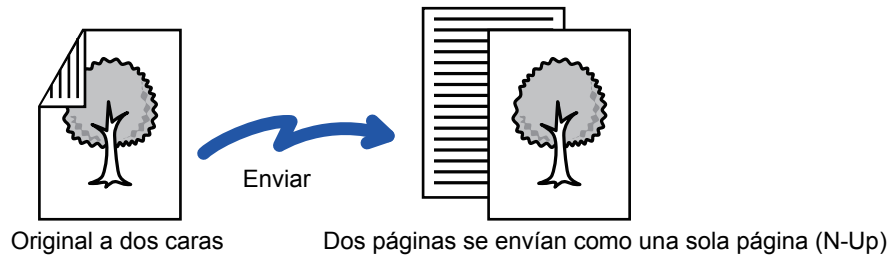 Enviar
Original a dos caras
Dos páginas se envían como una sola página (N-Up)